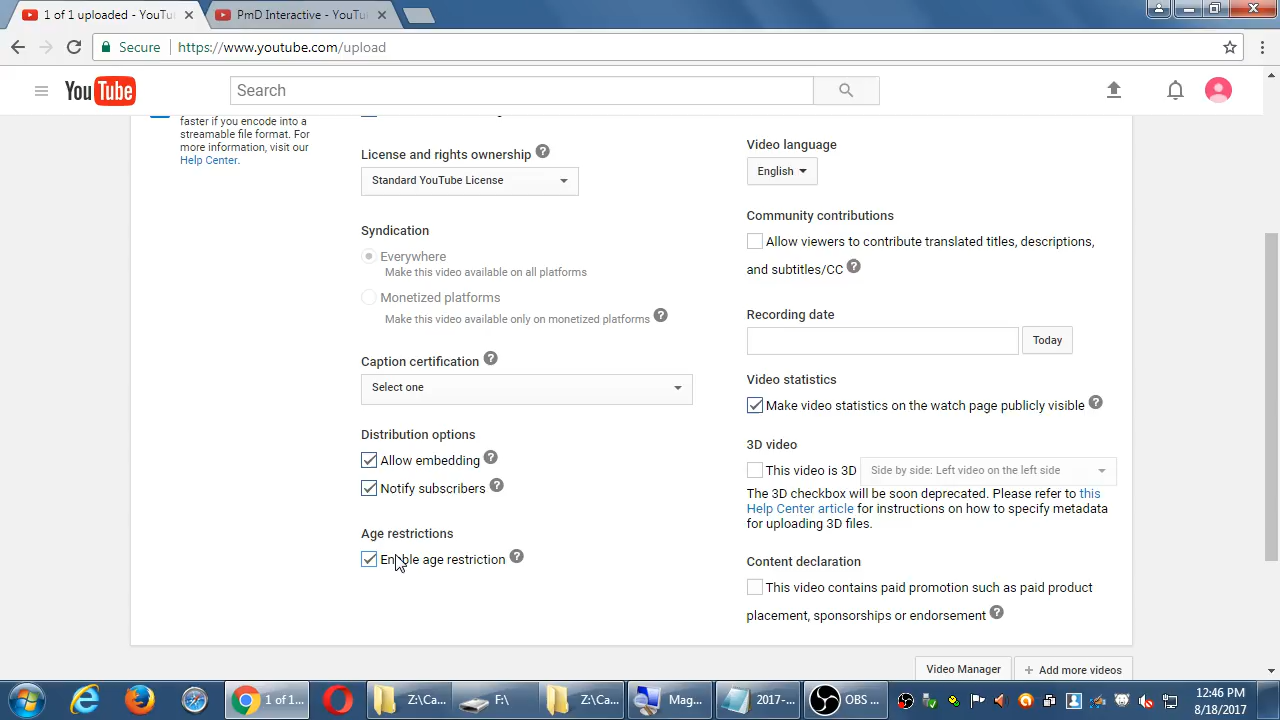 1 of 1 uploaded - YouTu
PmD Interactive - YouTu
Secure
https://www.youtube.com/upload
YouTube
Search
faster if you encode into a
streamable file format. For
more information, visit our
Help Center.
License and rights ownership
Standard YouTube License
Syndication
Everywhere
Make this video available on all platforms
Monetized platforms
Make this video available only on monetized platforms
Caption certification
Select one
Distribution options
Allow embedding
Notify subscribers
Age restrictions
Enable age restriction
Video language
English
Community contributions
Allow viewers to contribute translated titles, descriptions,
and subtitles/CC
Recording date
Today
Video statistics
Make video statistics on the watch page publicly visible
3D video
This video is 3D
Side by side: Left video on the left side
The 3D checkbox will be soon deprecated. Please refer to this
Help Center article for instructions on how to specify metadata
for uploading 3D files.
Content declaration
This video contains paid promotion such as paid product
placement, sponsorships or endorsement
Video Manager
+ Add more videos
1 of 1...
Z:\Ca...
F:\
Z:\Ca...
Mag...
2017-...
OBS ...
12:46 PM
8/18/2017